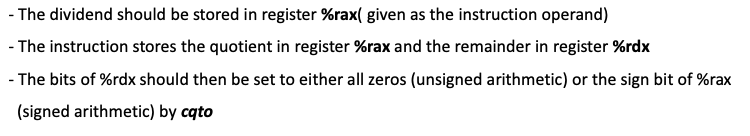 - The dividend should be stored in register %rax( given as the instruction operand)
- The instruction stores the quotient in register %rax and the remainder in register %rdx
- The bits of %rdx should then be set to either all zeros (unsigned arithmetic) or the sign bit of %rax
(signed arithmetic) by cqto